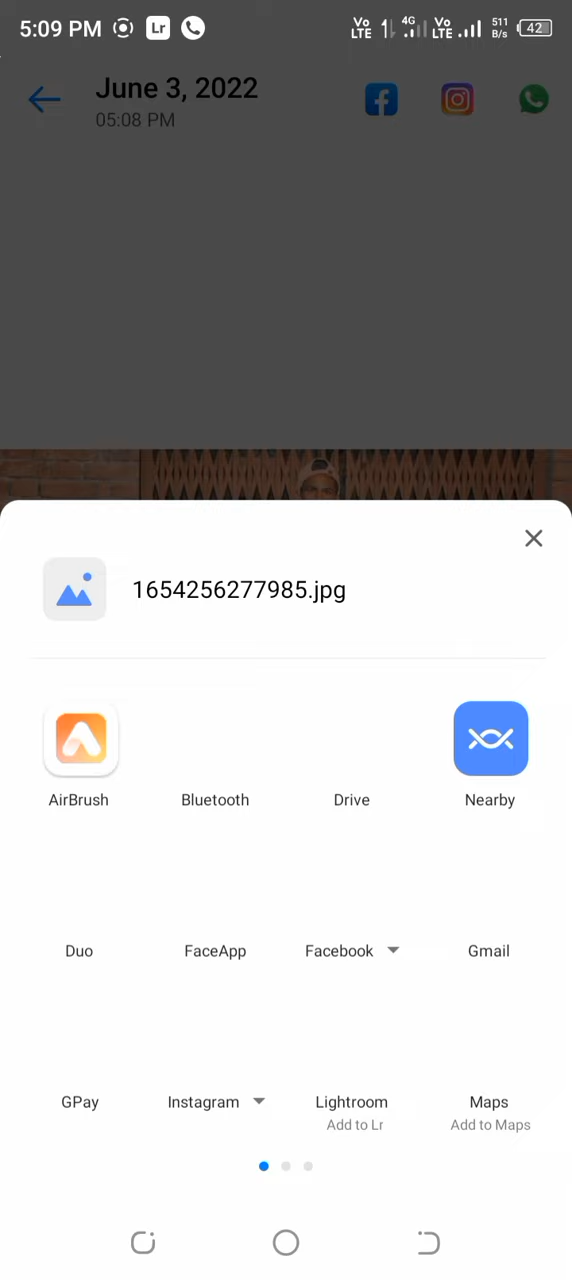 5:09 PM Lr Vo LTE 4G Vo LTE 511 B/s 42
June 3, 2022
05:08 PM
1654256277985.jpg
AirBrush Bluetooth Drive Nearby
Duo FaceApp Facebook Gmail
GPay Instagram Lightroom Maps
Add to Lr Add to Maps